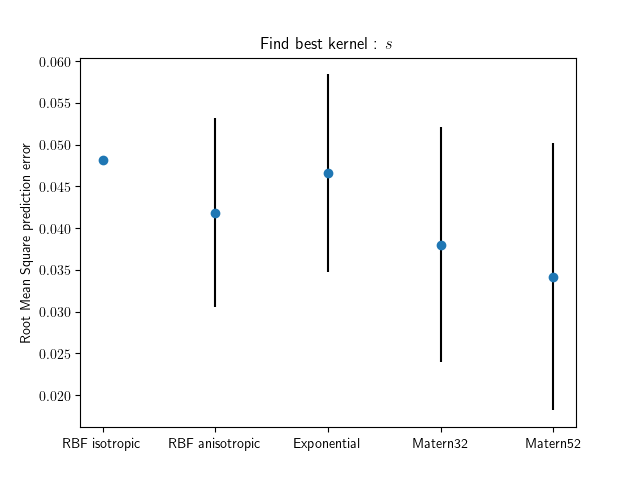 Find best kernel : s
Root Mean Square prediction error
0.060
0.055
0.050
0.045
0.040
0.035
0.030
0.025
0.020
RBF isotropic
RBF anisotropic
Exponential
Matern32
Matern52